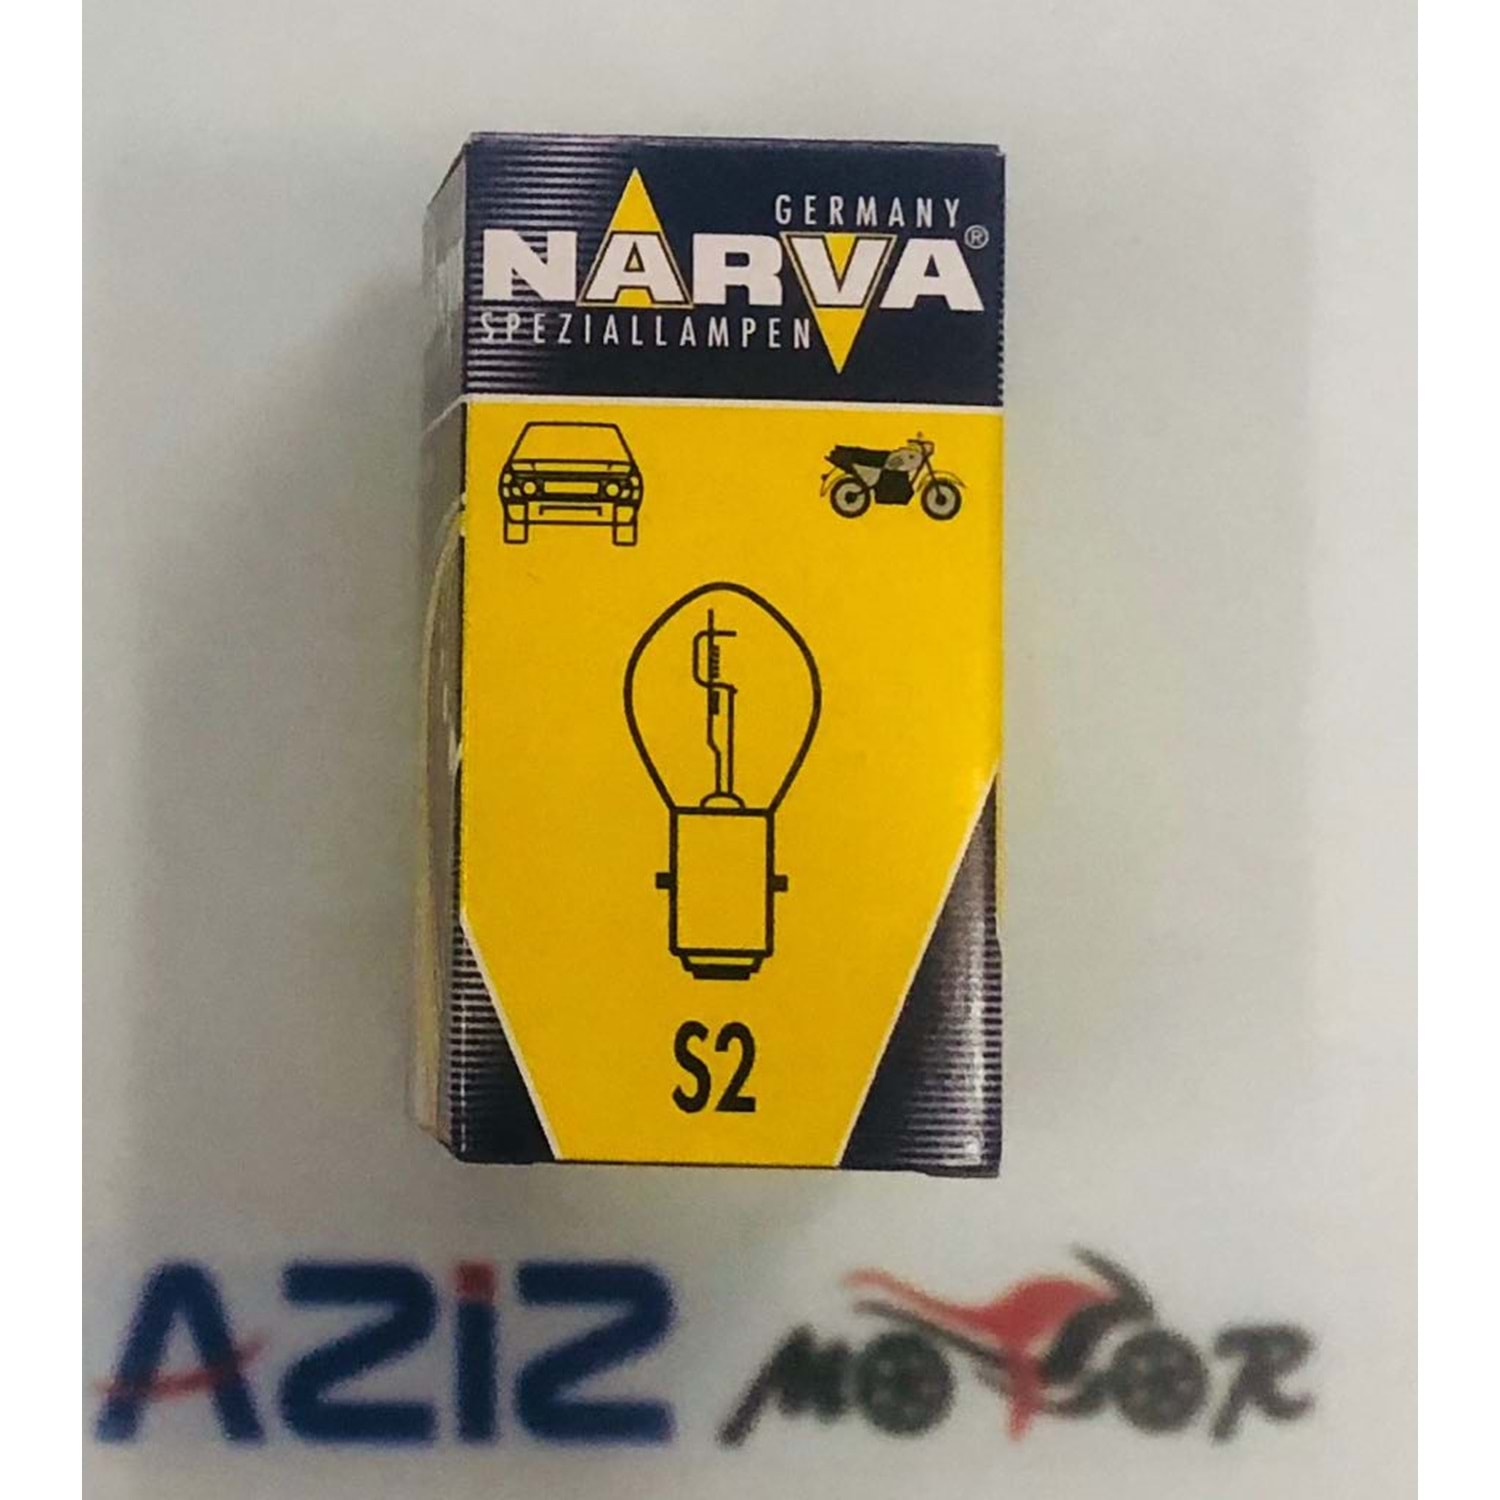 GERMANY
NARVA®
SPEZIALLAMPEN
S2
AZiZ MOTOR